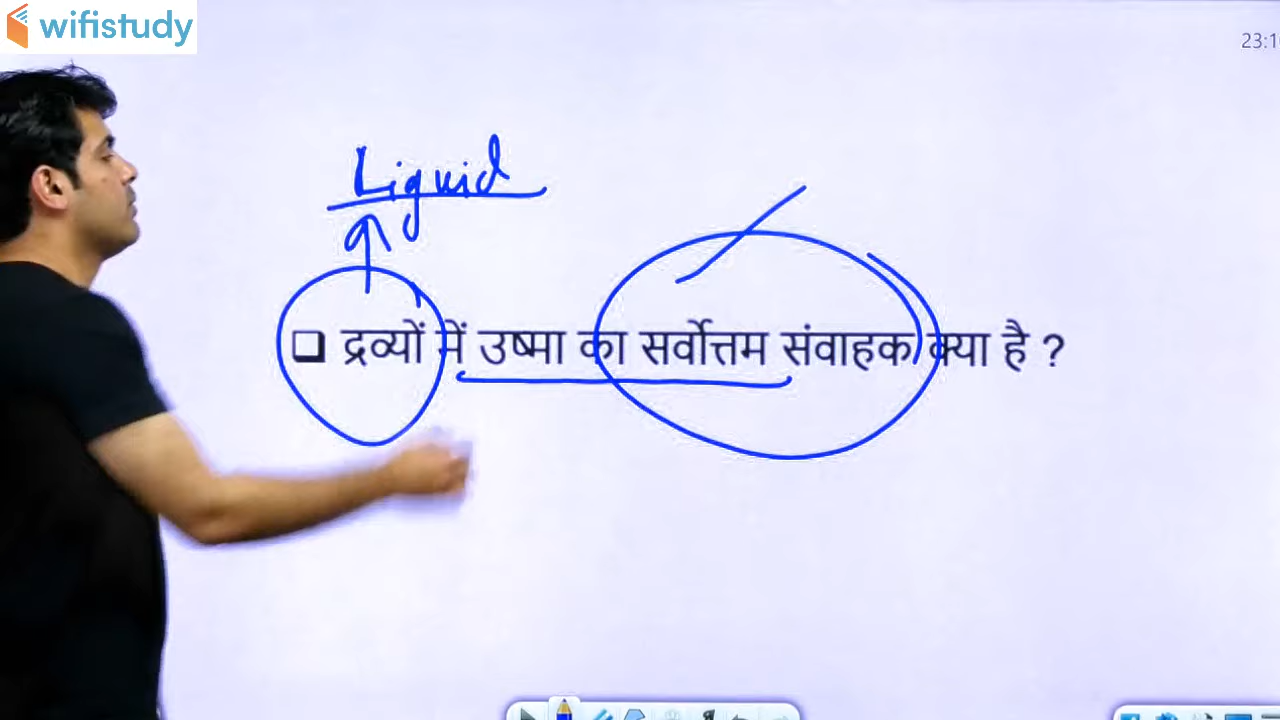 wifistudy
23:1
Liquid
❑ द्रव्यों में उष्मा का सर्वोत्तम संवाहक क्या है ?